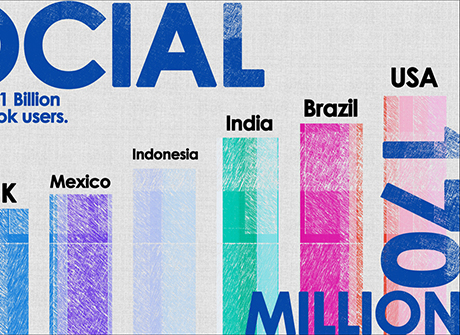 OCIAL
1 Billion
ok users.
USA
Brazil
India
Indonesia
Mexico
K
170
MILLION